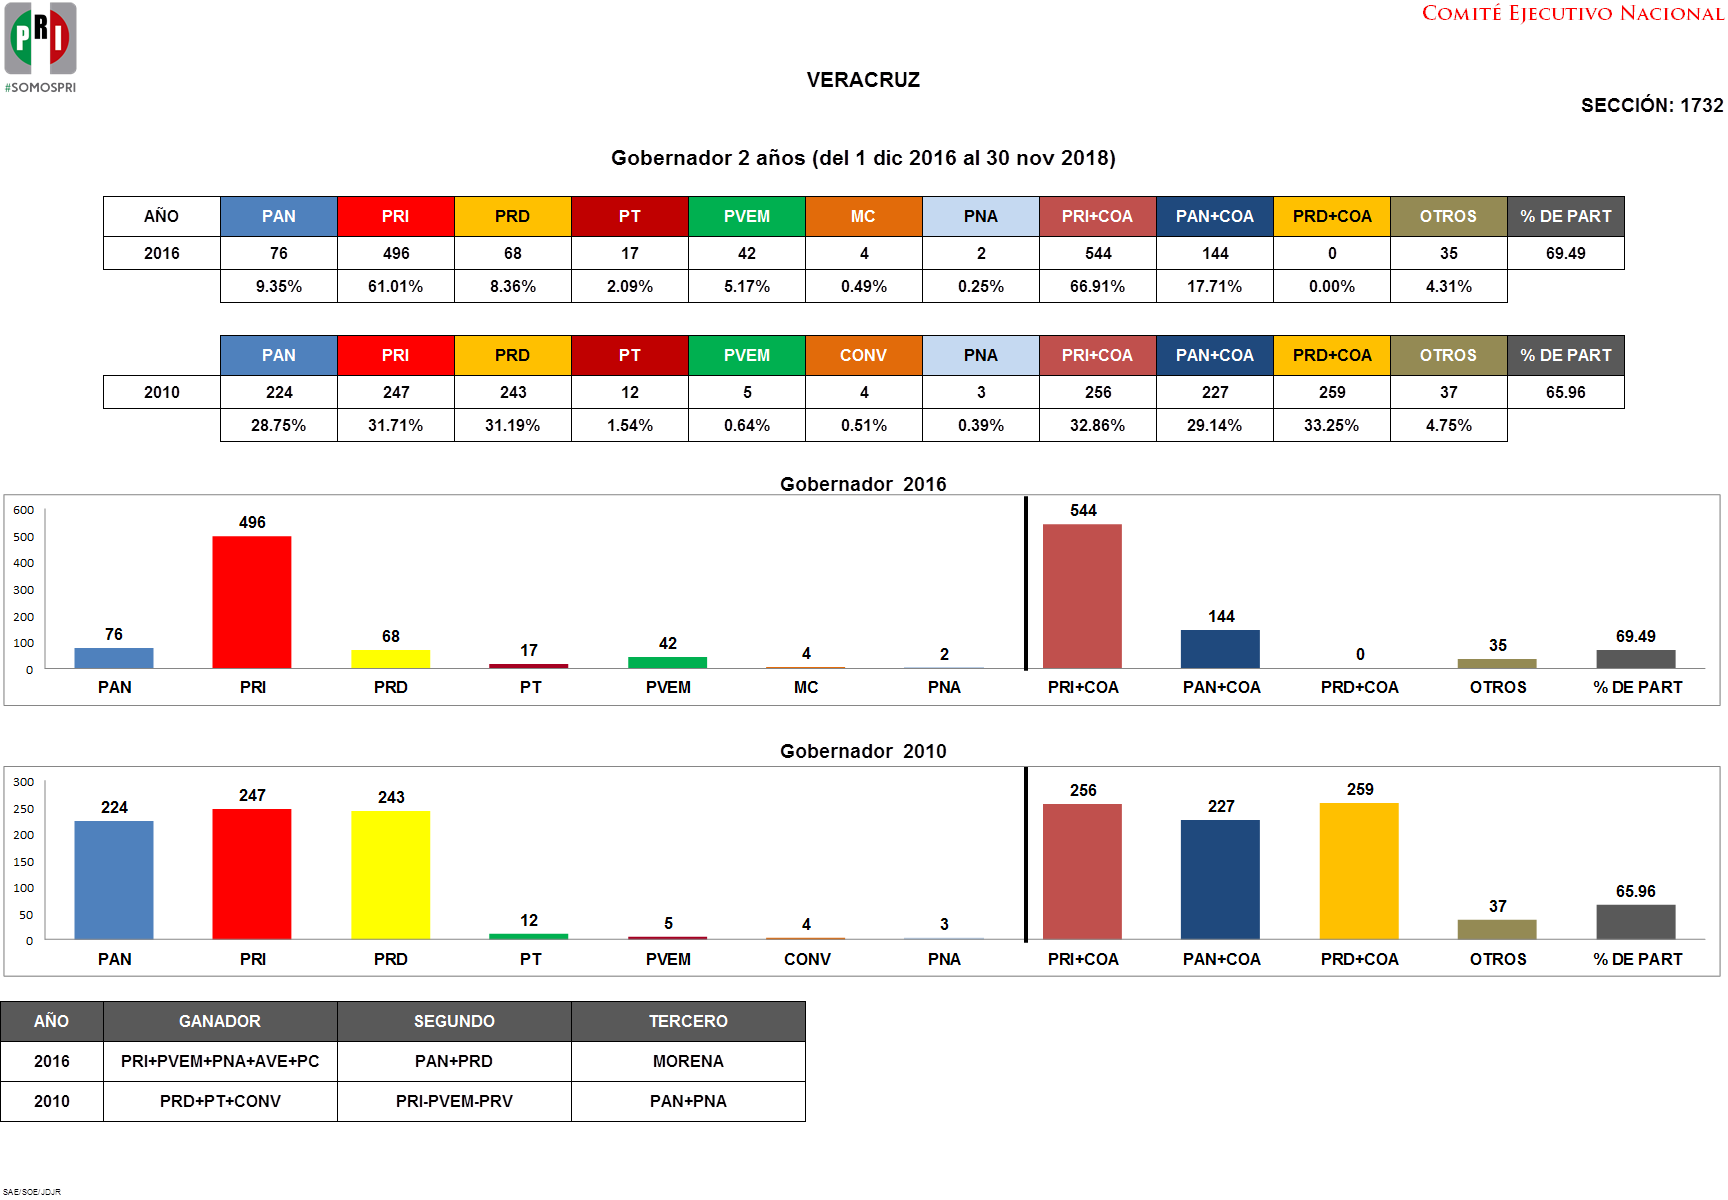 PRI
#SOMOSPRI
COMITÉ EJECUTIVO NACIONAL
VERACRUZ
SECCIÓN: 1732
Gobernador 2 años (del 1 dic 2016 al 30 nov 2018)
AÑO PAN PRI PRD PT PVEM MC PNA PRI+COA PAN+COA PRD+COA OTROS % DE PART
2016 76 496 68 17 42 4 2 544 144 0 35 69.49
9.35% 61.01% 8.36% 2.09% 5.17% 0.49% 0.25% 66.91% 17.71% 0.00% 4.31%
PAN PRI PRD PT PVEM CONV PNA PRI+COA PAN+COA PRD+COA OTROS % DE PART
2010 224 247 243 12 5 4 3 256 227 259 37 65.96
28.75% 31.71% 31.19% 1.54% 0.64% 0.51% 0.39% 32.86% 29.14% 33.25% 4.75%
Gobernador 2016
600
500
400
300
200
100
0
76 496 68 17 42 4 2 544 144 0 35 69.49
PAN PRI PRD PT PVEM MC PNA PRI+COA PAN+COA PRD+COA OTROS % DE PART
Gobernador 2010
300
250
200
150
100
50
0
224 247 243 12 5 4 3 256 227 259 37 65.96
PAN PRI PRD PT PVEM CONV PNA PRI+COA PAN+COA PRD+COA OTROS % DE PART
AÑO GANADOR SEGUNDO TERCERO
2016 PRI+PVEM+PNA+AVE+PC PAN+PRD MORENA
2010 PRD+PT+CONV PRI-PVEM-PRV PAN+PNA
SAE/SOE/JDJR